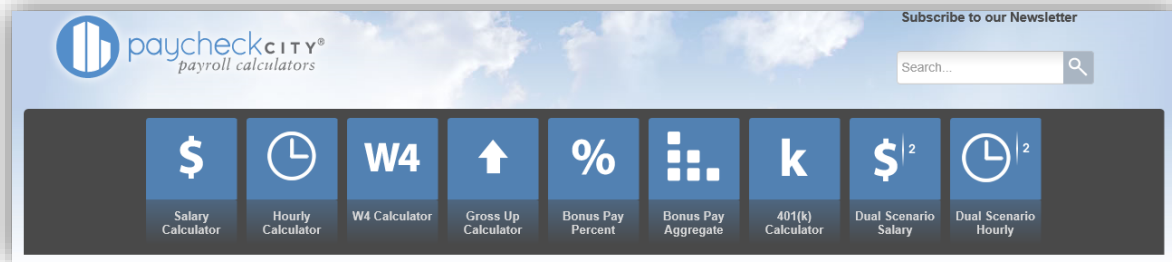 Subscribe to our Newsletter
paycheckCITY®
payroll calculators
Search...
$
W4
%
k
$ 2
2
Salary
Calculator
Hourly
Calculator
W4 Calculator
Gross Up
Calculator
Bonus Pay
Percent
Bonus Pay
Aggregate
401(k)
Calculator
Dual Scenario
Salary
Dual Scenario
Hourly